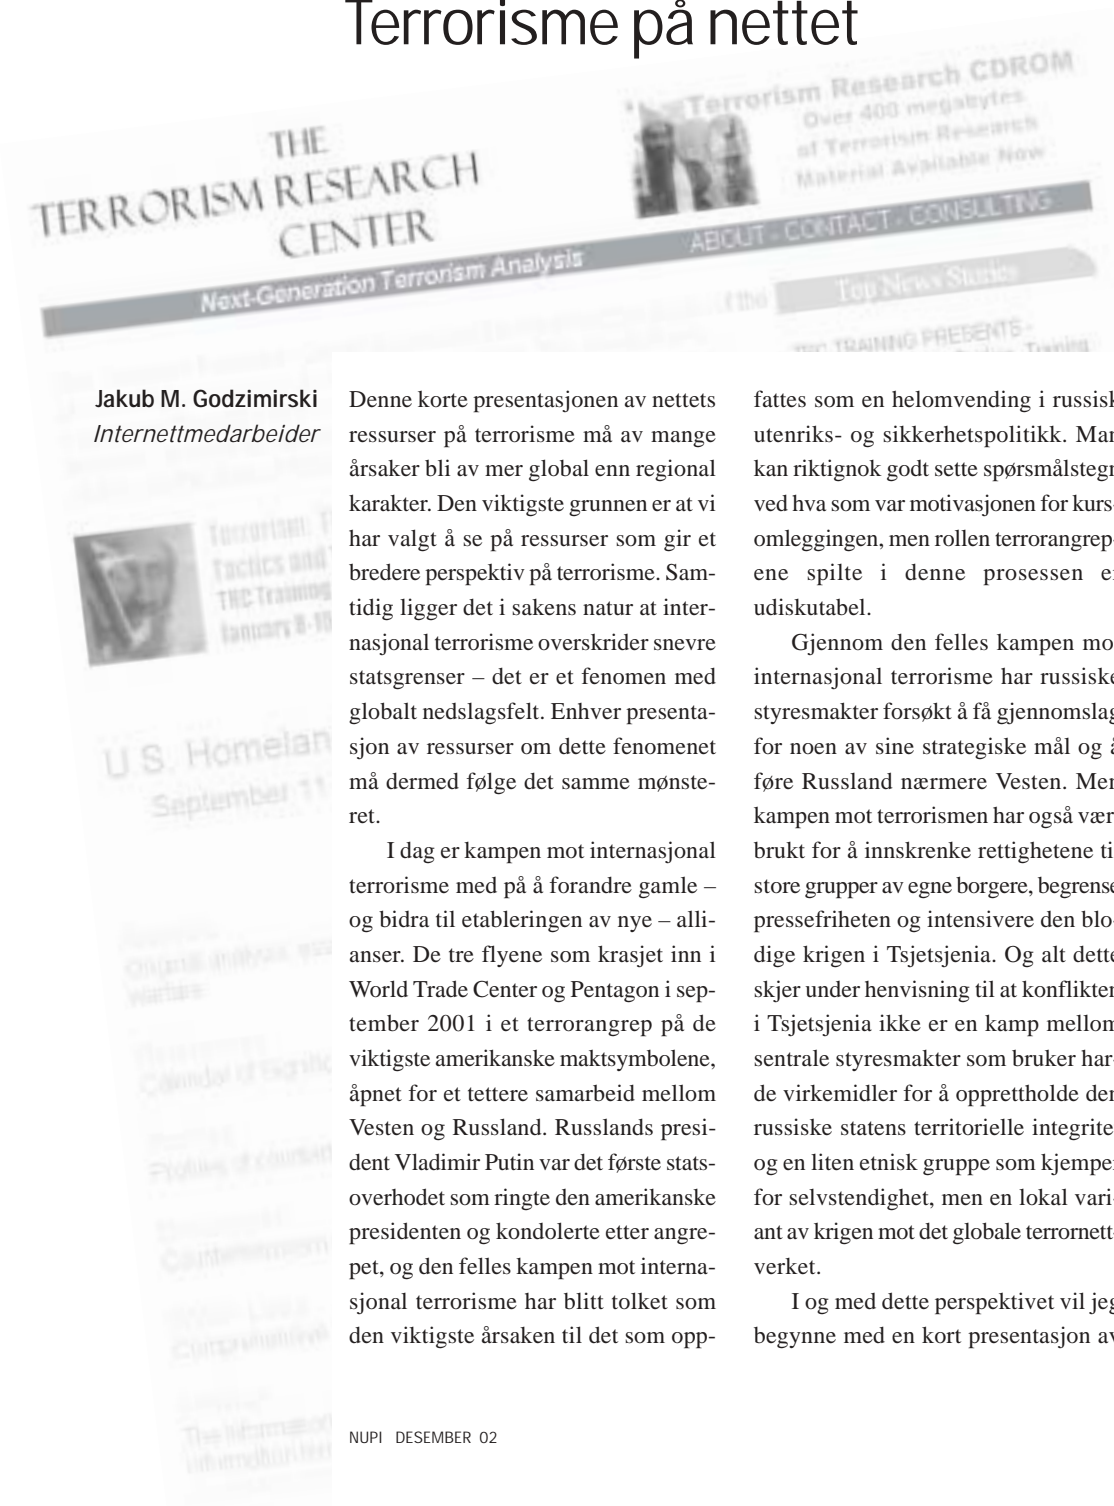 Terrorisme på nettet
THE
TERRORISM RESEARCH
CENTER
Next-Generation Terrorism Analysis
Terrorism Research CDROM
Over 400 megabytes
of Terrorism Research
Material Available Now
ABOUT - CONTACT - CONSULTING
of the
Top News Stories
TRC TRAINING PRESENTS -
Training
Jakub M. Godzimirski
Internettmedarbeider
Terrorism: T
Tactics and
TRC Training
January 8-10
U.S. Homelan
September 11
Denne korte presentasjonen av nettets
ressurser på terrorisme må av mange
årsaker bli av mer global enn regional
karakter. Den viktigste grunnen er at vi
har valgt å se på ressurser som gir et
bredere perspektiv på terrorisme. Sam-
tidig ligger det i sakens natur at inter-
nasjonal terrorisme overskrider snevre
statsgrenser – det er et fenomen med
globalt nedslagsfelt. Enhver presenta-
sjon av ressurser om dette fenomenet
må dermed følge det samme mønste-
ret.
I dag er kampen mot internasjonal
terrorisme med på å forandre gamle –
og bidra til etableringen av nye – alli-
anser. De tre flyene som krasjet inn i
World Trade Center og Pentagon i sep-
tember 2001 i et terrorangrep på de
viktigste amerikanske maktsymbolene,
åpnet for et tettere samarbeid mellom
Vesten og Russland. Russlands presi-
dent Vladimir Putin var det første stats-
overhodet som ringte den amerikanske
presidenten og kondolerte etter angre-
pet, og den felles kampen mot interna-
sjonal terrorisme har blitt tolket som
den viktigste årsaken til det som opp-
fattes som en helomvending i russisk
utenriks- og sikkerhetspolitikk. Man
kan riktignok godt sette spørsmålstegn
ved hva som var motivasjonen for kurs-
omleggingen, men rollen terrorangrep-
ene spilte i denne prosessen er
udiskutabel.
Gjennom den felles kampen mo
internasjonal terrorisme har russiske
styresmakter forsøkt å få gjennomslag
for noen av sine strategiske mål og å
føre Russland nærmere Vesten. Men
kampen mot terrorismen har også vær
brukt for å innskrenke rettighetene ti
store grupper av egne borgere, begrense
pressefriheten og intensivere den blo-
dige krigen i Tsjetsjenia. Og alt dette
skjer under henvisning til at konflikten
i Tsjetsjenia ikke er en kamp mellom
sentrale styresmakter som bruker har-
de virkemidler for å opprettholde den
russiske statens territorielle integrite
og en liten etnisk gruppe som kjemper
for selvstendighet, men en lokal vari-
ant av krigen mot det globale terrornett-
verket.
I og med dette perspektivet vil jeg
begynne med en kort presentasjon av
NUPI DESEMBER 02